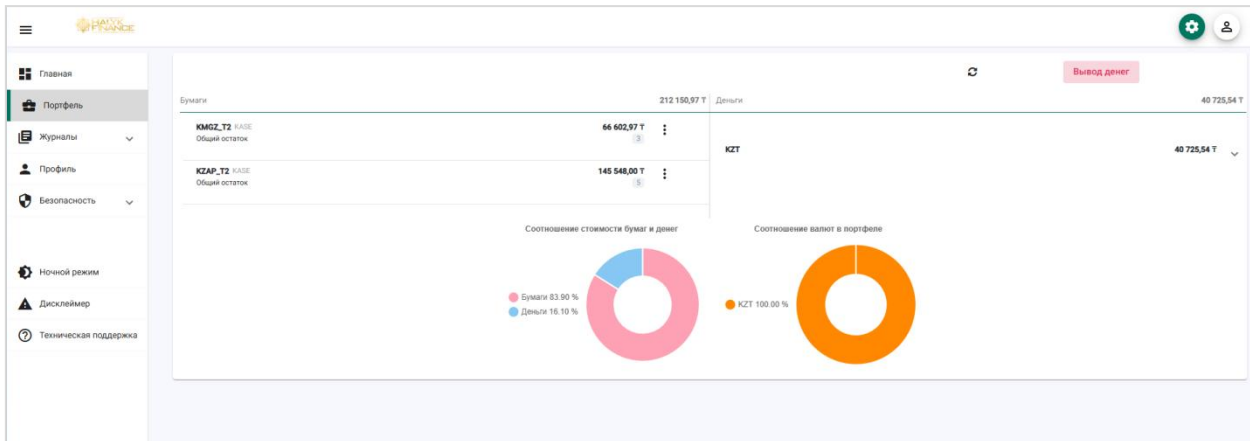 HALYK
FINANCE
Главная
Портфель
Журналы
Профиль
Безопасность
Ночной режим
Дисклеймер
Техническая поддержка
Вывод денег
Бумаги 212 150,97 ₸
Деньги 40 725,54 ₸
KMGZ_T2 KASE 66 602,97 ₸
Общий остаток 3
KZAP_T2 KASE 145 548,00 ₸
Общий остаток 5
KZT 40 725,54 ₸
Соотношение стоимости бумаг и денег
Бумаги 83.90 %
Деньги 16.10 %
Соотношение валют в портфеле
KZT 100.00 %